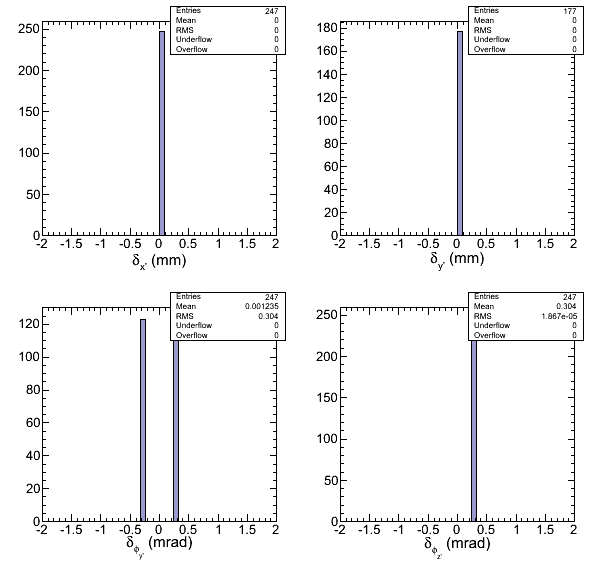 Entries 247
Mean 0
RMS 0
Underflow 0
Overflow 0
250
200
150
100
50
0
-2 -1.5 -1 -0.5 0 0.5 1 1.5 2
δx' (mm)
Entries 177
Mean 0
RMS 0
Underflow 0
Overflow 0
180
160
140
120
100
80
60
40
20
0
-2 -1.5 -1 -0.5 0 0.5 1 1.5 2
δy' (mm)
Entries 247
Mean 0.001235
RMS 0.304
Underflow 0
Overflow 0
120
100
80
60
40
20
0
-2 -1.5 -1 -0.5 0 0.5 1 1.5 2
δϕy' (mrad)
Entries 247
Mean 0.304
RMS 1.867e-05
Underflow 0
Overflow 0
250
200
150
100
50
0
-2 -1.5 -1 -0.5 0 0.5 1 1.5 2
δϕz' (mrad)